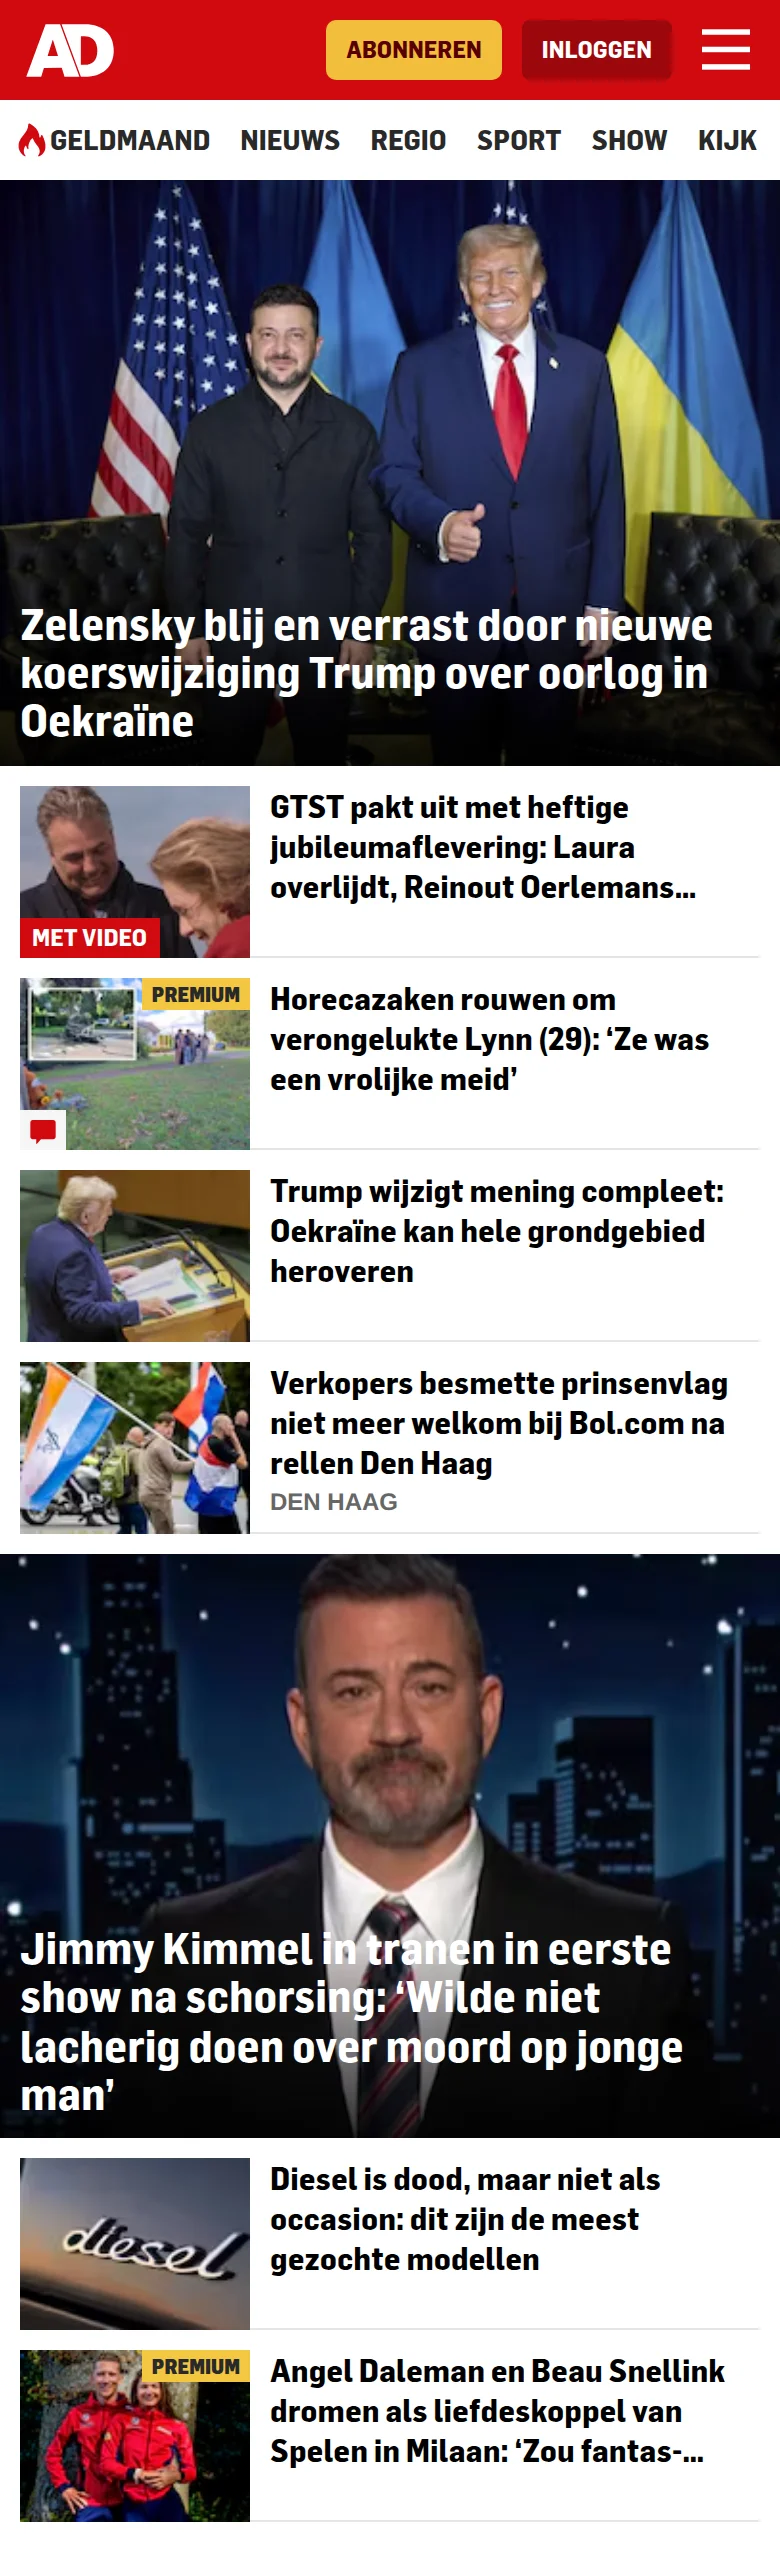 AD
ABONNEREN
INLOGGEN
GELDMAAND
NIEUWS
REGIO
SPORT
SHOW
KIJK
Zelensky blij en verrast door nieuwe
koerswijziging Trump over oorlog in
Oekraïne
MET VIDEO
GTST pakt uit met heftige
jubileumaflevering: Laura
overlijdt, Reinout Oerlemans...
PREMIUM
Horecazaken rouwen om
verongelukte Lynn (29): ‘Ze was
een vrolijke meid’
Trump wijzigt mening compleet:
Oekraïne kan hele grondgebied
heroveren
Verkopers besmette prinsenvlag
niet meer welkom bij Bol.com na
rellen Den Haag
DEN HAAG
Jimmy Kimmel in tranen in eerste
show na schorsing: ‘Wilde niet
lacherig doen over moord op jonge
man’
diesel
Diesel is dood, maar niet als
occasion: dit zijn de meest
gezochte modellen
PREMIUM
Angel Daleman en Beau Snellink
dromen als liefdeskoppel van
Spelen in Milaan: ‘Zou fantas-...